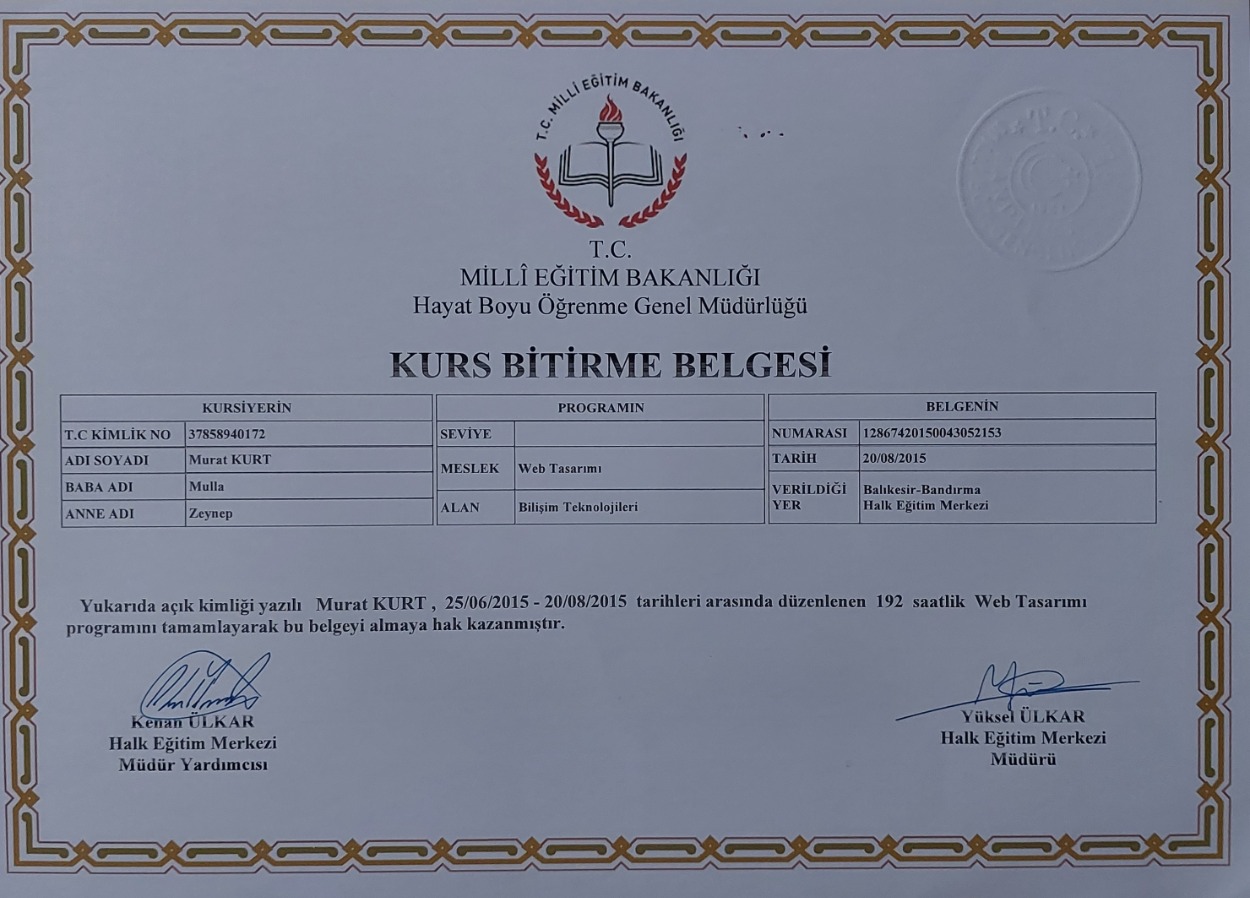 T.C. MİLLİ EĞİTİM BAKANLIĞI
T.C.
T.C.
MİLLÎ EĞİTİM BAKANLIĞI
Hayat Boyu Öğrenme Genel Müdürlüğü
KURS BİTİRME BELGESİ
KURSİYERİN
T.C KİMLİK NO 37858940172
ADI SOYADI Murat KURT
BABA ADI Mulla
ANNE ADI Zeynep
PROGRAMIN
SEVİYE
MESLEK Web Tasarımı
ALAN Bilişim Teknolojileri
BELGENİN
NUMARASI 12867420150043052153
TARİH 20/08/2015
VERİLDİĞİ YER Balıkesir-Bandırma
Halk Eğitim Merkezi
Yukarıda açık kimliği yazılı Murat KURT , 25/06/2015 - 20/08/2015 tarihleri arasında düzenlenen 192 saatlik Web Tasarımı
programını tamamlayarak bu belgeyi almaya hak kazanmıştır.
Kenan ÜLKAR
Halk Eğitim Merkezi
Müdür Yardımcısı
Yüksel ÜLKAR
Halk Eğitim Merkezi
Müdürü